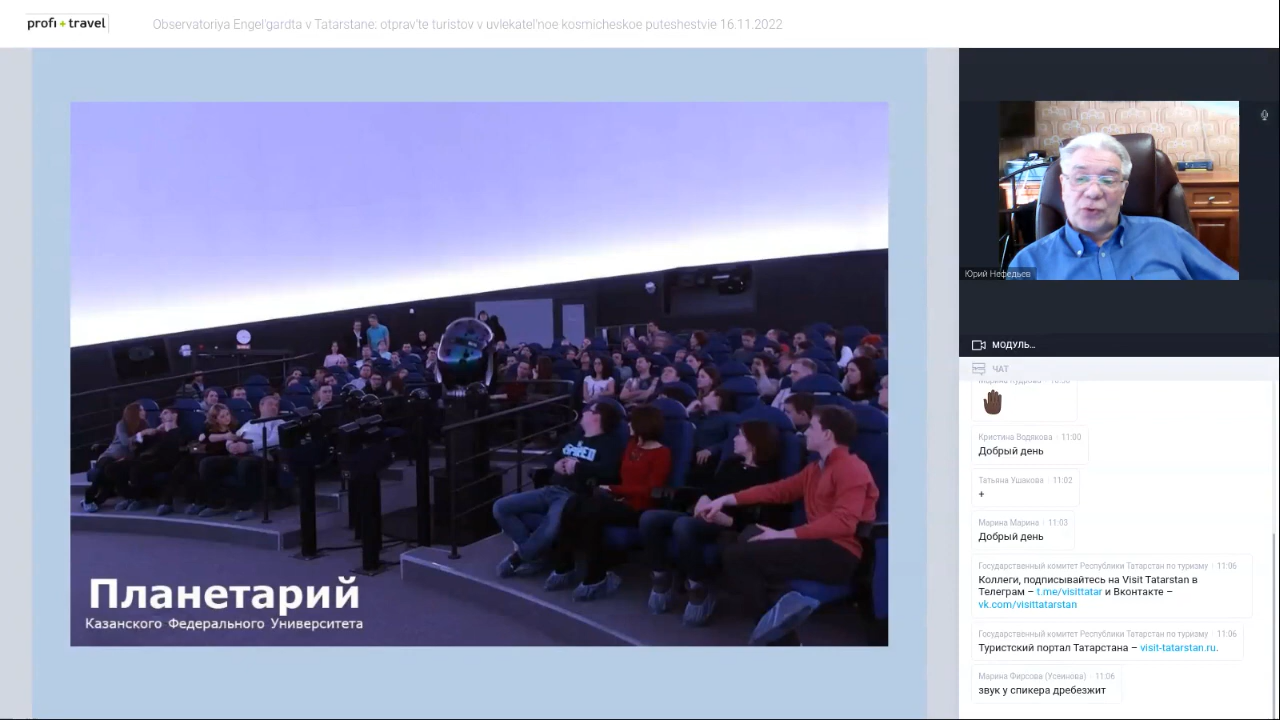 profi + travel
Observatoriya Engel'gardta v Tatarstane: otprav'te turistov v uvlekatel'noe kosmicheskoe puteshestvie 16.11.2022
Планетарий
Казанского Федерального Университета
Юрий Нефедьев
МОДУЛЬ...
ЧАТ
Кристина Водякова 11:00
Добрый день
Татьяна Ушакова 11:02
+
Марина Марина 11:03
Добрый день
Государственный комитет Республики Татарстан по туризму 11:06
Коллеги, подписывайтесь на Visit Tatarstan в
Телеграм – t.me/visittatar и Вконтакте –
vk.com/visittatarstan
Государственный комитет Республики Татарстан по туризму 11:06
Туристский портал Татарстана – visit-tatarstan.ru.
Марина Фирсова (Усеинова) 11:06
звук у спикера дребезжит